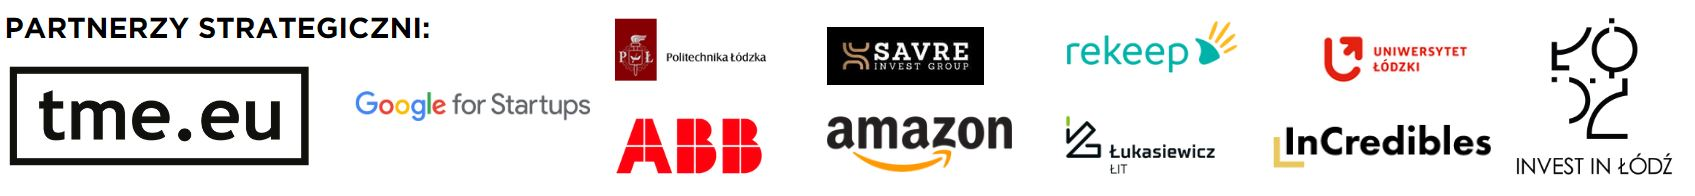 PARTNERZY STRATEGICZNI:
tme.eu
Google for Startups
P Ł
Politechnika Łódzka
ABB
SAVRE
INVEST GROUP
amazon
rekeep
Łukasiewicz
ŁIT
UNIWERSYTET
ŁÓDZKI
InCredibles
INVEST IN ŁÓDŹ